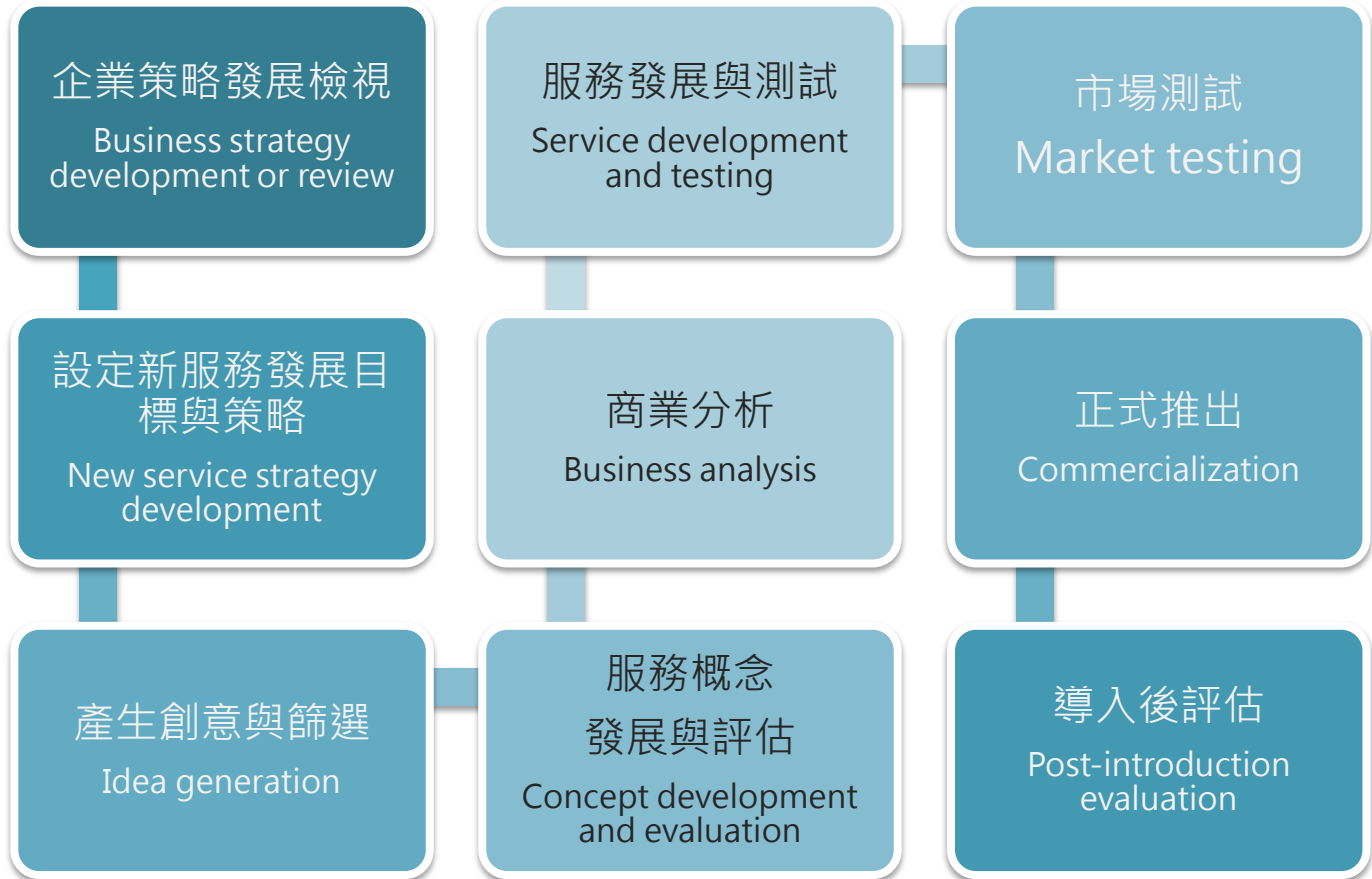 企業策略發展檢視
Business strategy
development or review
設定新服務發展目
標與策略
New service strategy
development
產生創意與篩選
Idea generation
服務概念
發展與評估
Concept development
and evaluation
商業分析
Business analysis
服務發展與測試
Service development
and testing
市場測試
Market testing
正式推出
Commercialization
導入後評估
Post-introduction
evaluation